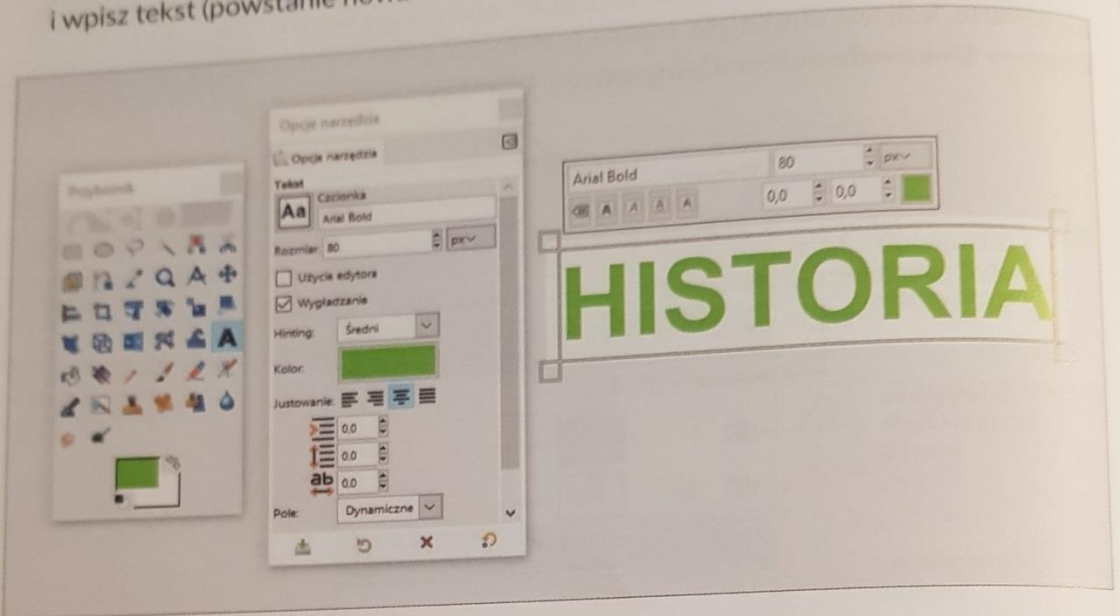 i wpisz tekst (powstanie
Przybornik
Opcje narzędzia
Opcje narzędzia
Tekst
Aa
Czcionka
Arial Bold
Rozmiar: 80 px
Użycie edytora
Wygładzanie
Hinting: Średni
Kolor:
Justowanie:
0,0
0,0
ab 0,0
Pole: Dynamiczne
Arial Bold 80 px
A A A A 0,0 0,0
HISTORIA